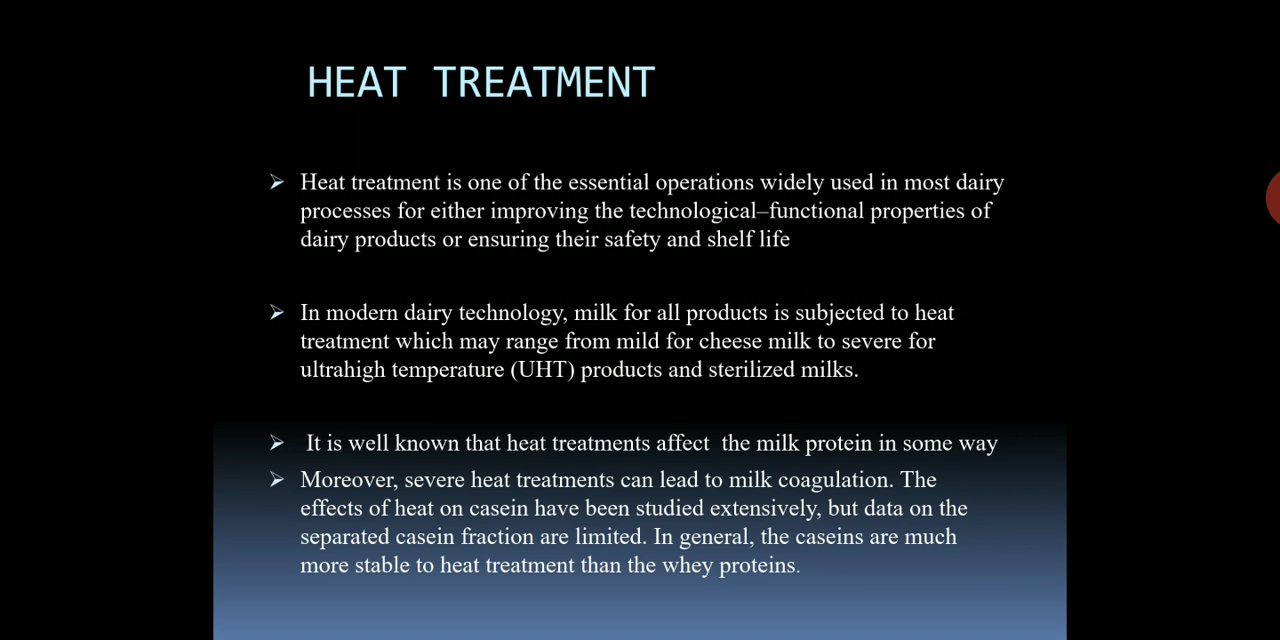 HEAT TREATMENT
➢ Heat treatment is one of the essential operations widely used in most dairy
processes for either improving the technological–functional properties of
dairy products or ensuring their safety and shelf life
➢ In modern dairy technology, milk for all products is subjected to heat
treatment which may range from mild for cheese milk to severe for
ultrahigh temperature (UHT) products and sterilized milks.
➢ It is well known that heat treatments affect the milk protein in some way
➢ Moreover, severe heat treatments can lead to milk coagulation. The
effects of heat on casein have been studied extensively, but data on the
separated casein fraction are limited. In general, the caseins are much
more stable to heat treatment than the whey proteins.